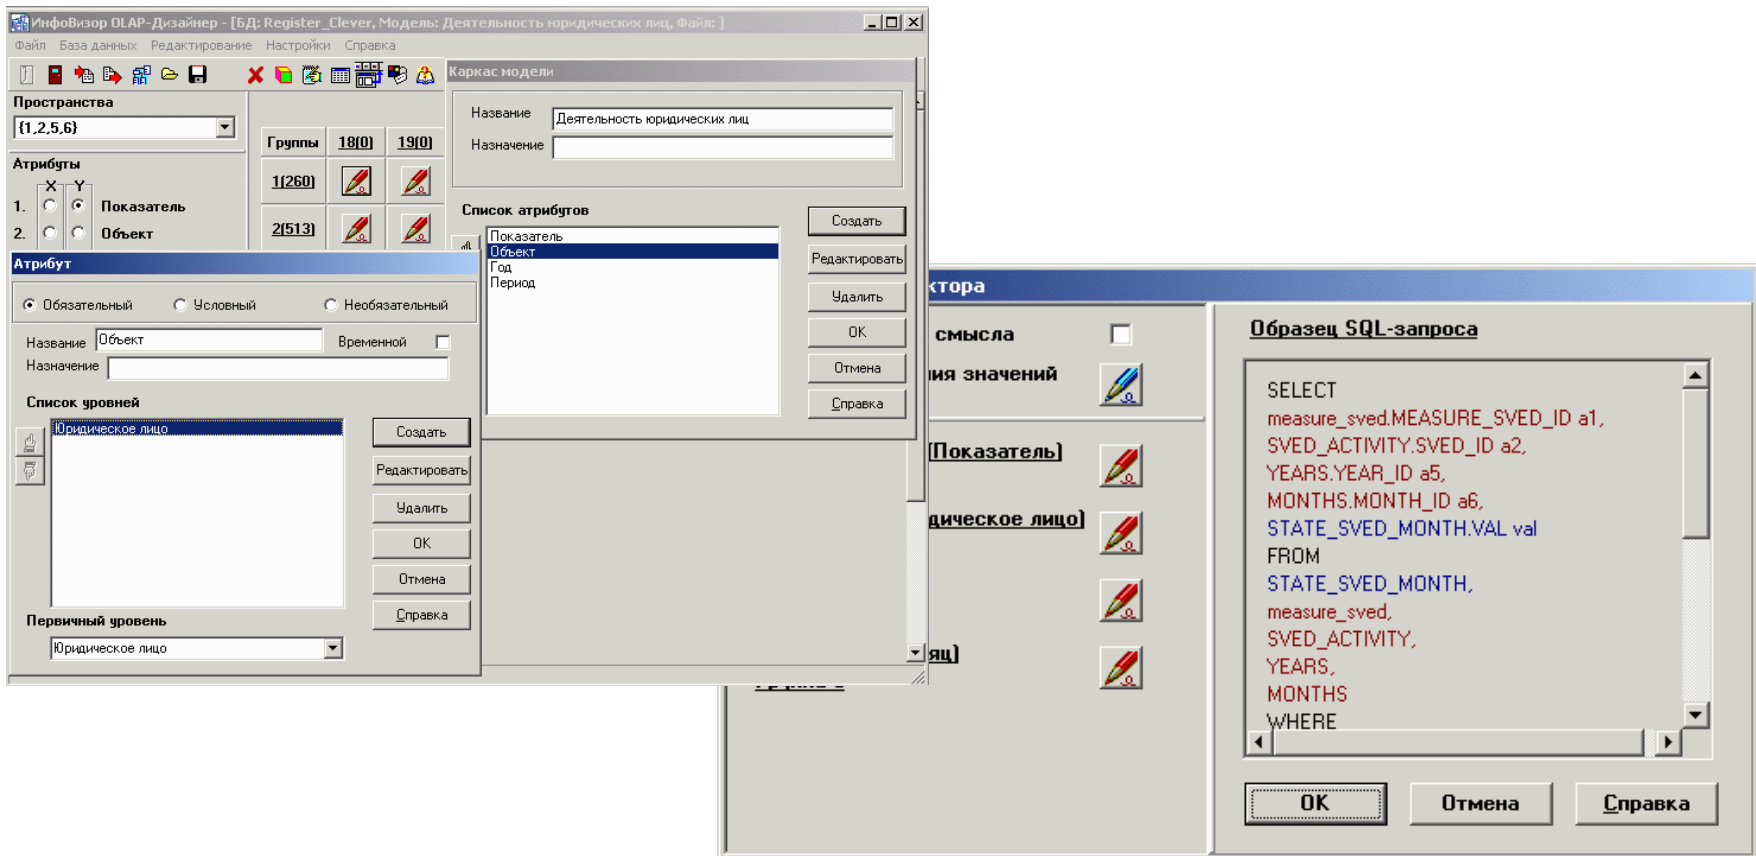 ИнфоВизор OLAP-Дизайнер - [БД: Register_Clever, Модель: Деятельность юридических лиц, Файл: ]
Файл База данных Редактирование Настройки Справка
Пространства
{1,2,5,6}
Атрибуты
X Y
1. Показатель
2. Объект
Группы 18(0) 19(0)
1(260)
2(513)
Каркас модели
Название Деятельность юридических лиц
Назначение
Список атрибутов
Показатель
Объект
Год
Период
Создать
Редактировать
Удалить
OK
Отмена
Справка
Атрибут
Обязательный Условный Необязательный
Название Объект Временной
Назначение
Список уровней
Юридическое лицо
Создать
Редактировать
Удалить
OK
Отмена
Справка
Первичный уровень
Юридическое лицо
ктора
смысла
ия значений
(Показатель)
дическое лицо)
яц)
Образец SQL-запроса
SELECT
measure_sved.MEASURE_SVED_ID a1,
SVED_ACTIVITY.SVED_ID a2,
YEARS.YEAR_ID a5,
MONTHS.MONTH_ID a6,
STATE_SVED_MONTH.VAL val
FROM
STATE_SVED_MONTH,
measure_sved,
SVED_ACTIVITY,
YEARS,
MONTHS
WHERE
OK Отмена Справка